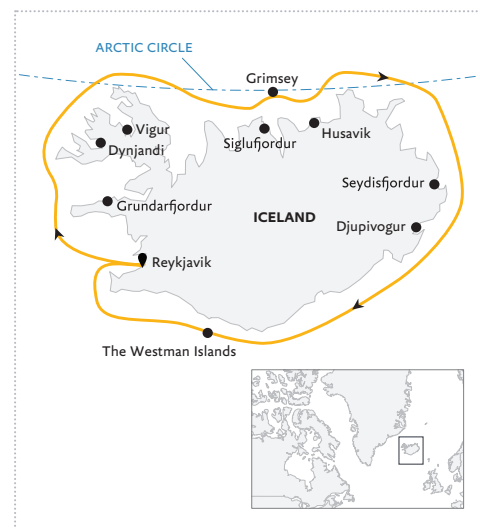 ARCTIC CIRCLE
Grimsey
Vigur
Siglufjordur
Husavik
Dynjandi
Seydisfjordur
Grundarfjordur
ICELAND
Djupivogur
Reykjavik
The Westman Islands